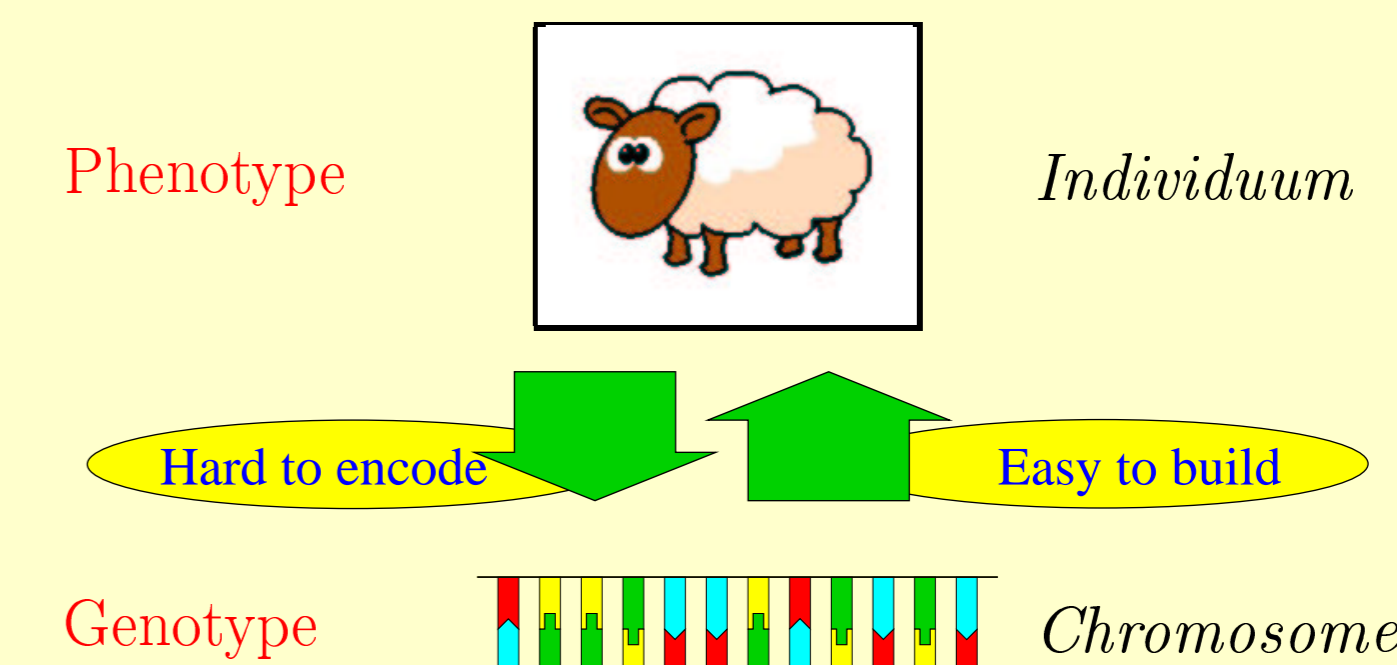 Phenotype
Individuum
Hard to encode
Easy to build
Genotype
Chromosome